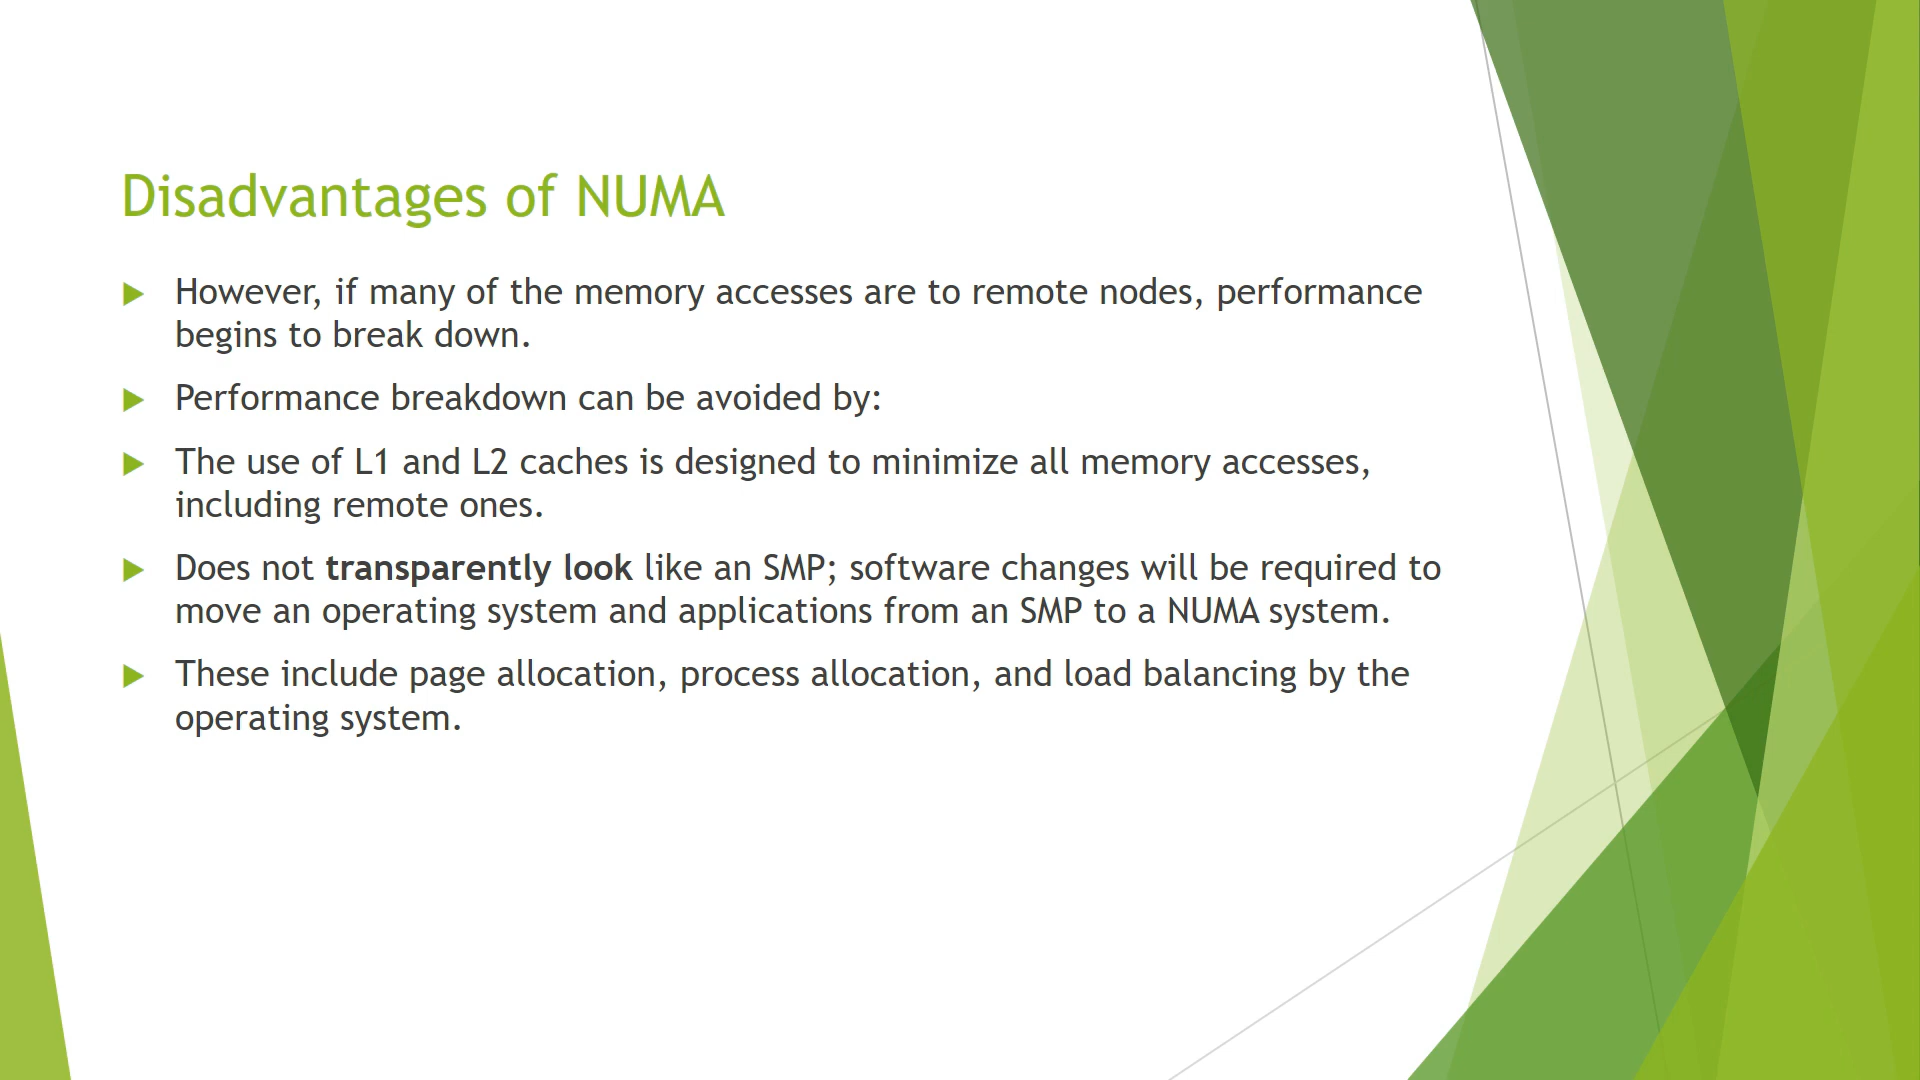 Disadvantages of NUMA
However, if many of the memory accesses are to remote nodes, performance
begins to break down.
Performance breakdown can be avoided by:
The use of L1 and L2 caches is designed to minimize all memory accesses,
including remote ones.
Does not transparently look like an SMP; software changes will be required to
move an operating system and applications from an SMP to a NUMA system.
These include page allocation, process allocation, and load balancing by the
operating system.